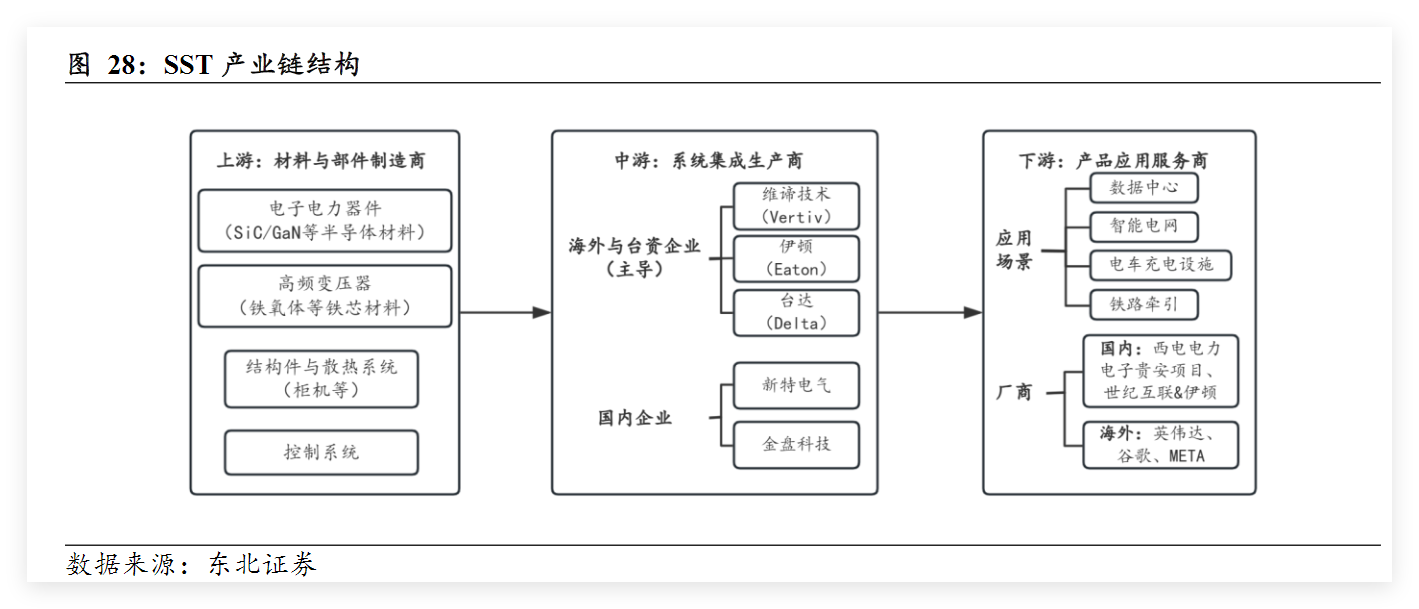 图 28：SST 产业链结构
上游：材料与部件制造商
电子电力器件
（SiC/GaN等半导体材料）
高频变压器
（铁氧体等铁芯材料）
结构件与散热系统
（柜机等）
控制系统
中游：系统集成生产商
海外与台资企业
（主导）
维谛技术
（Vertiv）
伊顿
（Eaton）
台达
（Delta）
国内企业
新特电气
金盘科技
下游：产品应用服务商
应用
场景
数据中心
智能电网
电车充电设施
铁路牵引
厂商
国内：西电电力
电子贵安项目、
世纪互联&伊顿
海外：英伟达、
谷歌、META
数据来源：东北证券